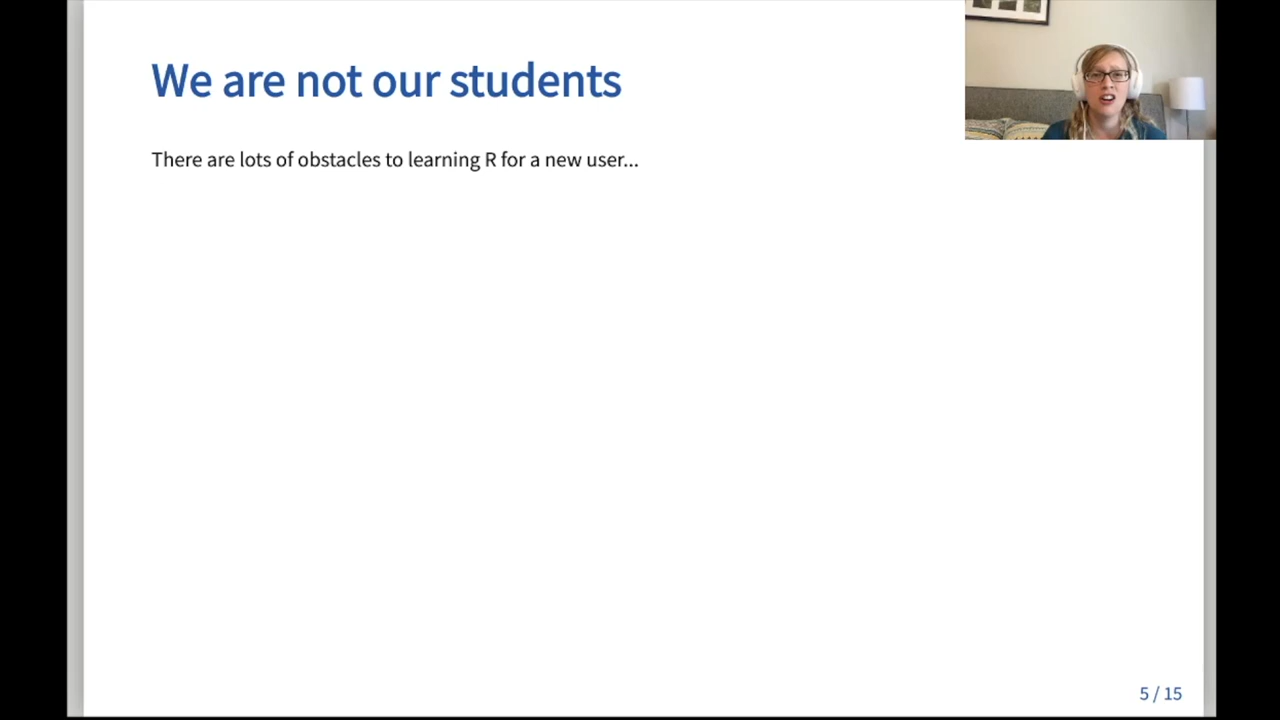 We are not our students
There are lots of obstacles to learning R for a new user...
5 / 15